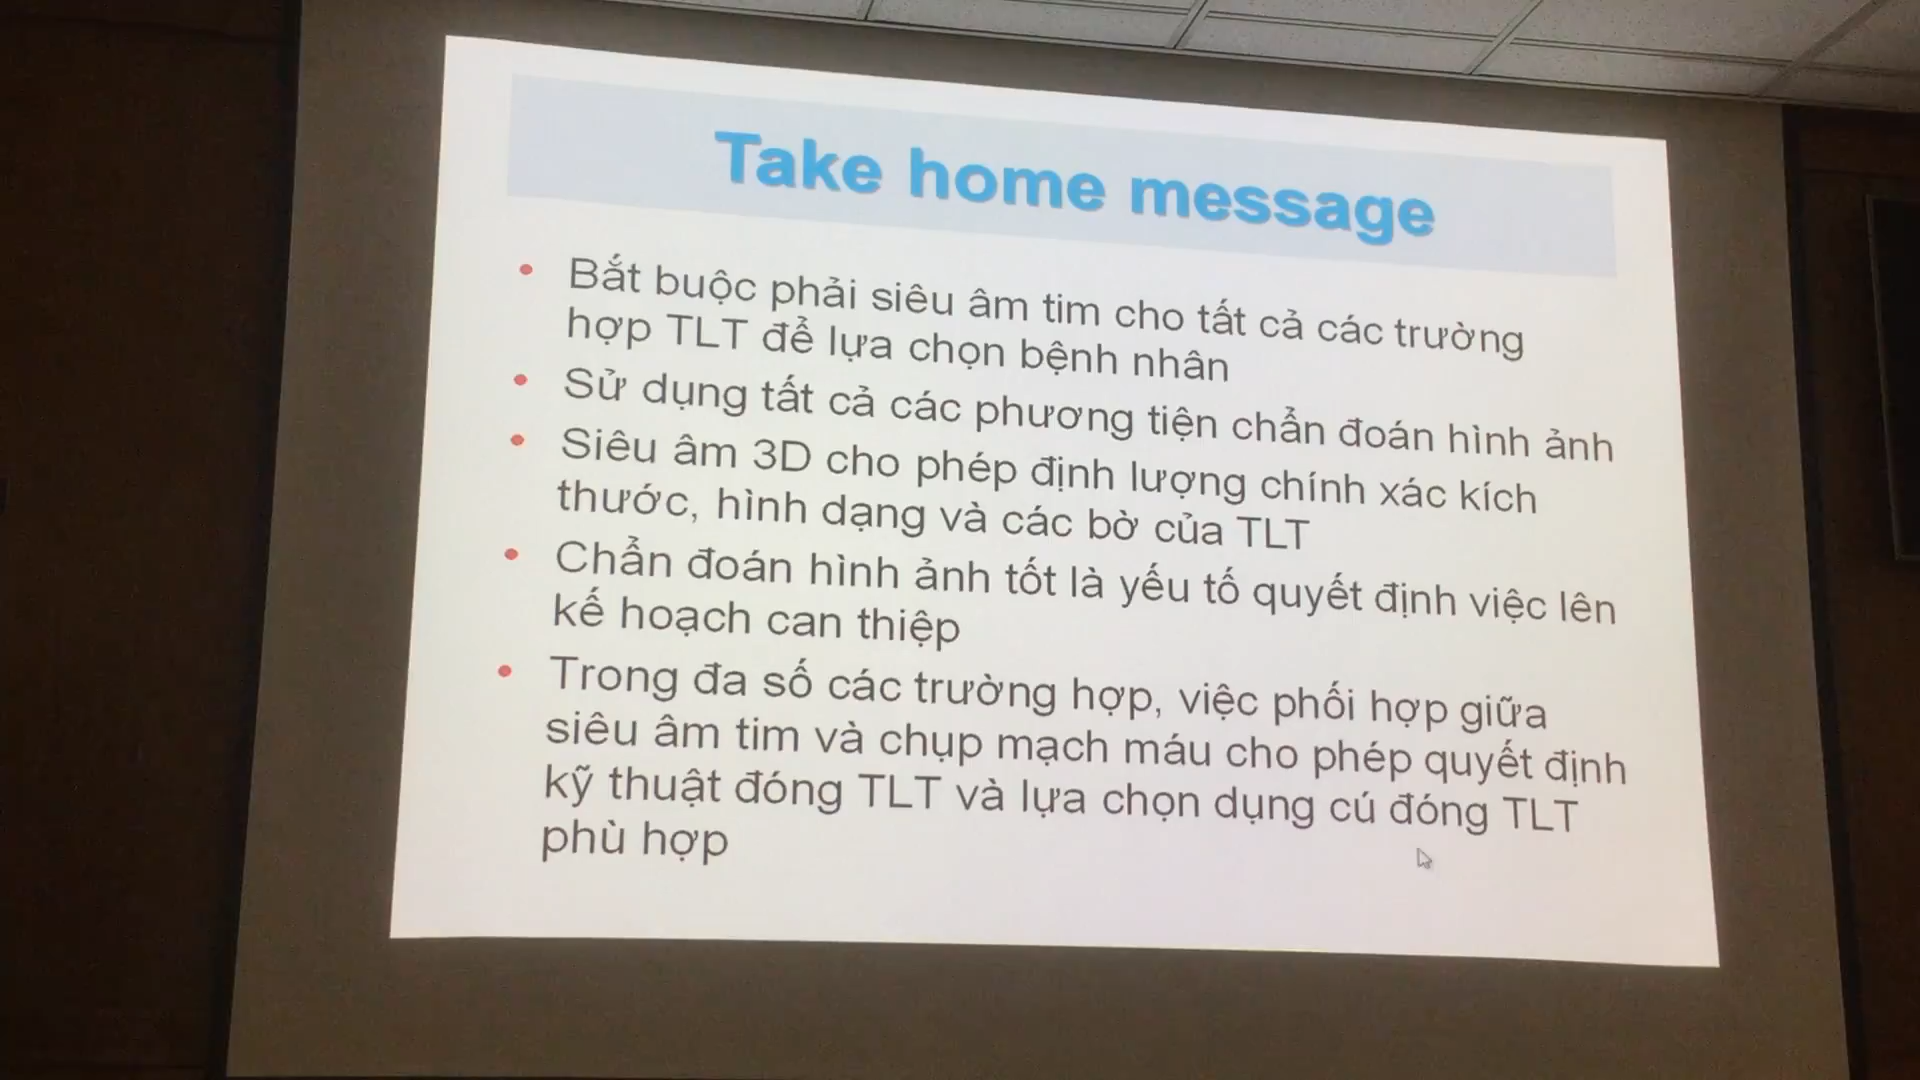 Take home message
• Bắt buộc phải siêu âm tim cho tất cả các trường
hợp TLT để lựa chọn bệnh nhân
• Sử dụng tất cả các phương tiện chẩn đoán hình ảnh
• Siêu âm 3D cho phép định lượng chính xác kích
thước, hình dạng và các bờ của TLT
• Chẩn đoán hình ảnh tốt là yếu tố quyết định việc lên
kế hoạch can thiệp
• Trong đa số các trường hợp, việc phối hợp giữa
siêu âm tim và chụp mạch máu cho phép quyết định
kỹ thuật đóng TLT và lựa chọn dụng cú đóng TLT
phù hợp